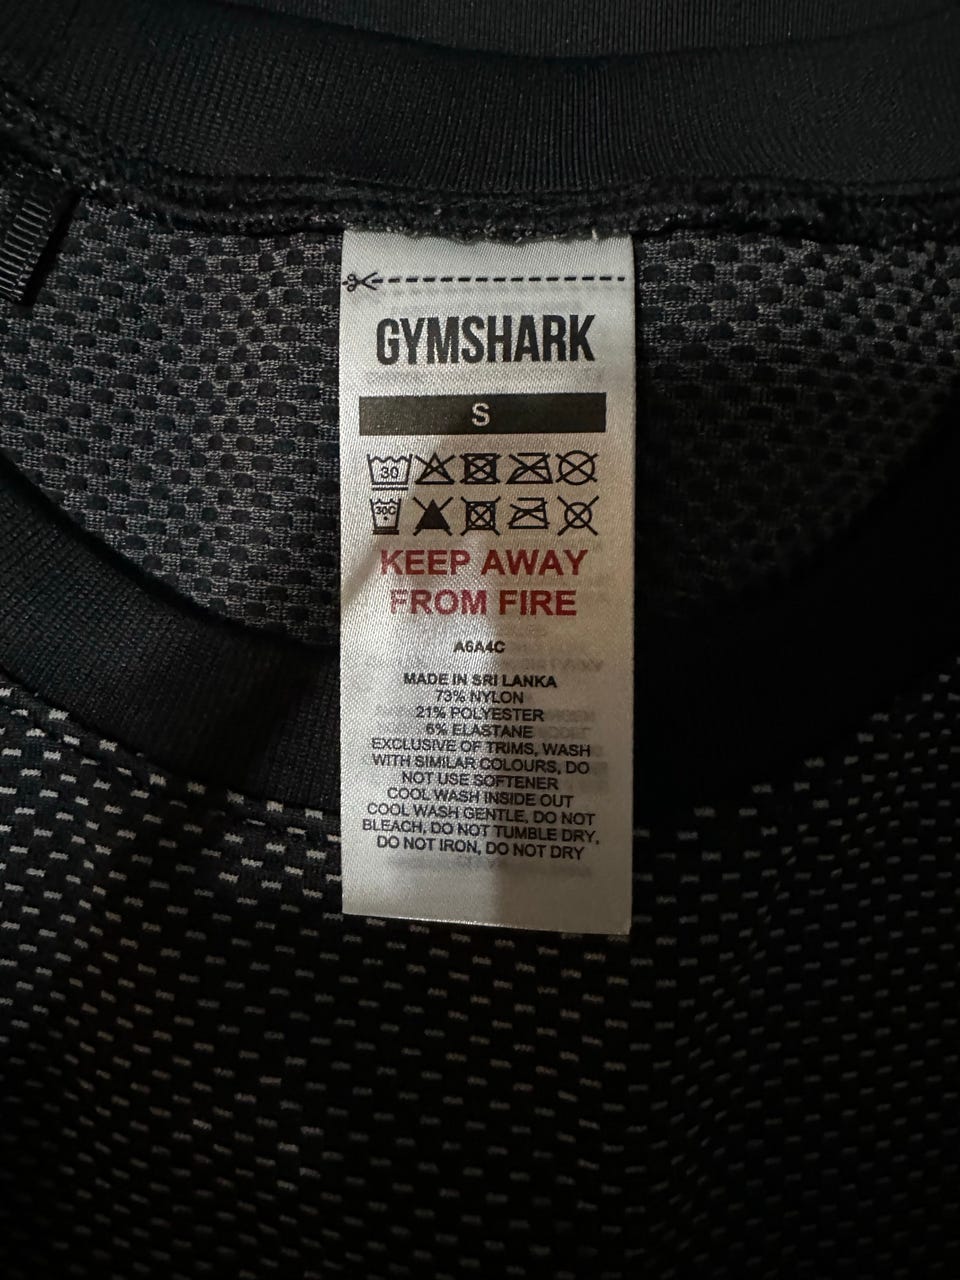 GYMSHARK
S
30
30C
KEEP AWAY
FROM FIRE
A6A4C
MADE IN SRI LANKA
73% NYLON
21% POLYESTER
6% ELASTANE
EXCLUSIVE OF TRIMS, WASH
WITH SIMILAR COLOURS, DO
NOT USE SOFTENER
COOL WASH INSIDE OUT
COOL WASH GENTLE, DO NOT
BLEACH, DO NOT TUMBLE DRY,
DO NOT IRON, DO NOT DRY